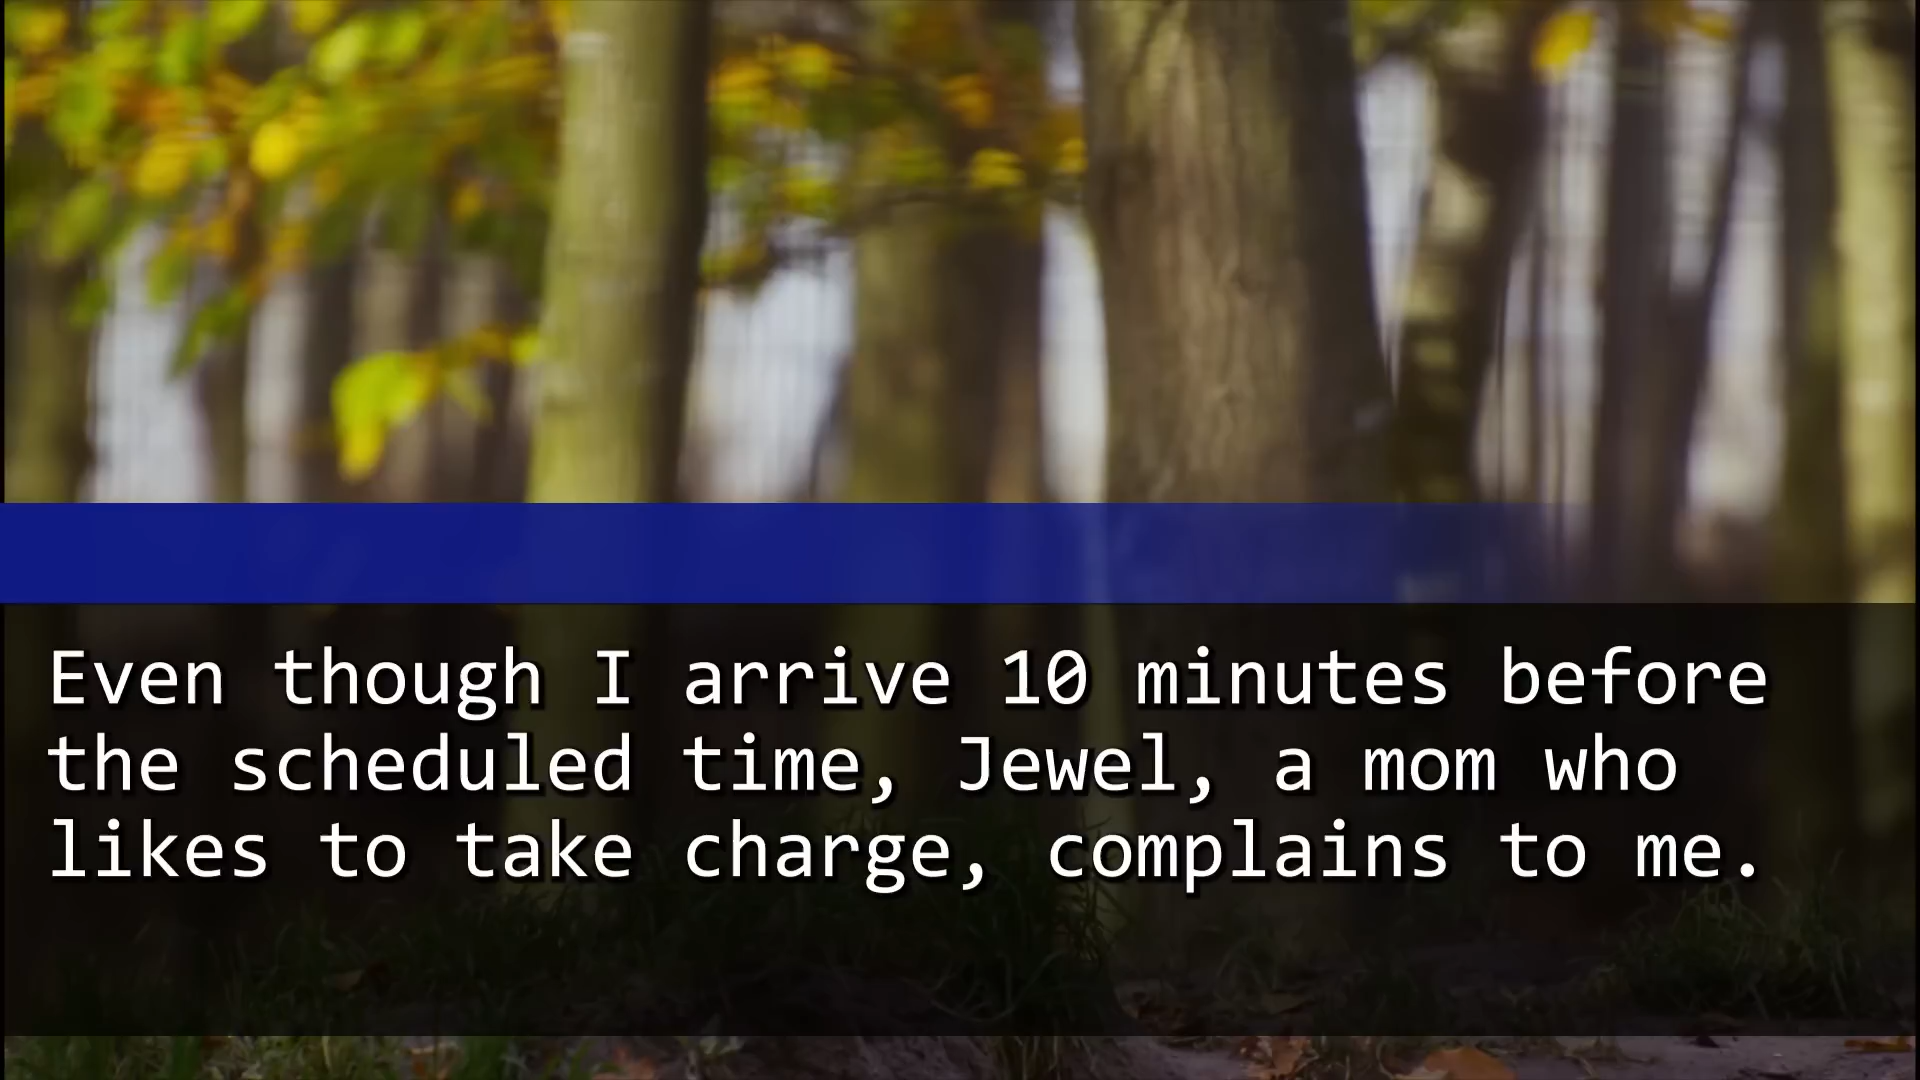 Even though I arrive 10 minutes before
the scheduled time, Jewel, a mom who
likes to take charge, complains to me.